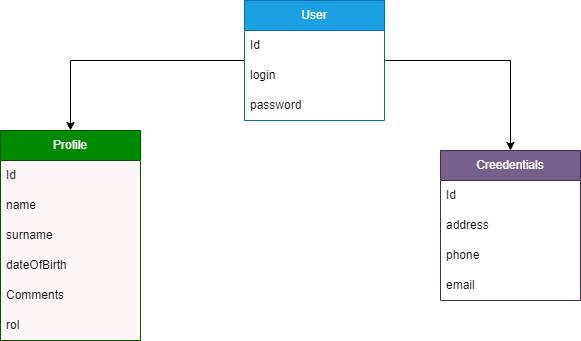 User
Id
login
password
Profile
Id
name
surname
dateOfBirth
Comments
rol
Creedentials
Id
address
phone
email